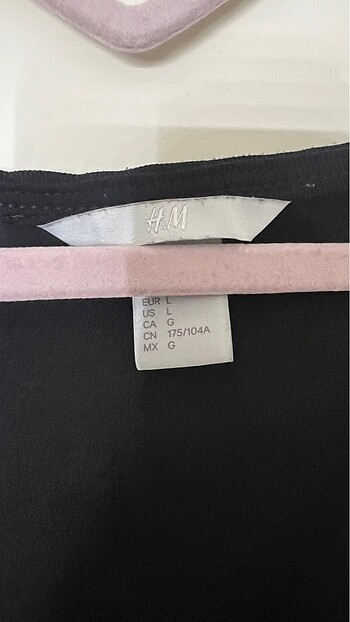 H&M
EUR L
US L
CA G
CN 175/104A
MX G